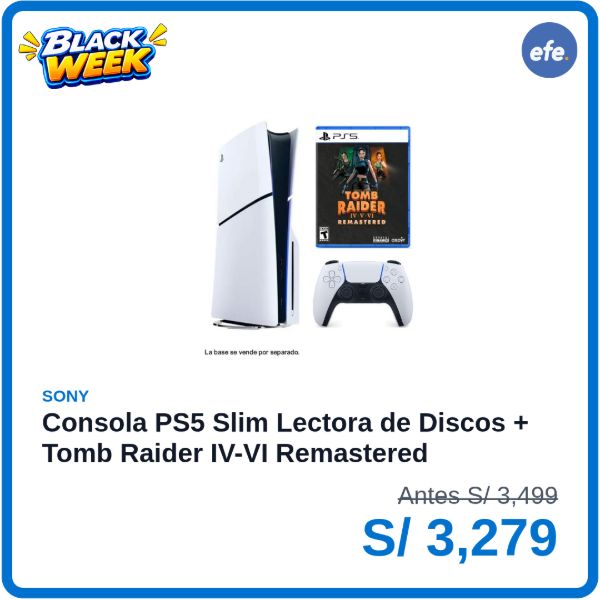 BLACK
WEEK
efe.
PS5
TOMB
RAIDER
IV-V-VI
REMASTERED
La base se vende por separado.
SONY
Consola PS5 Slim Lectora de Discos +
Tomb Raider IV-VI Remastered
Antes S/ 3,499
S/ 3,279